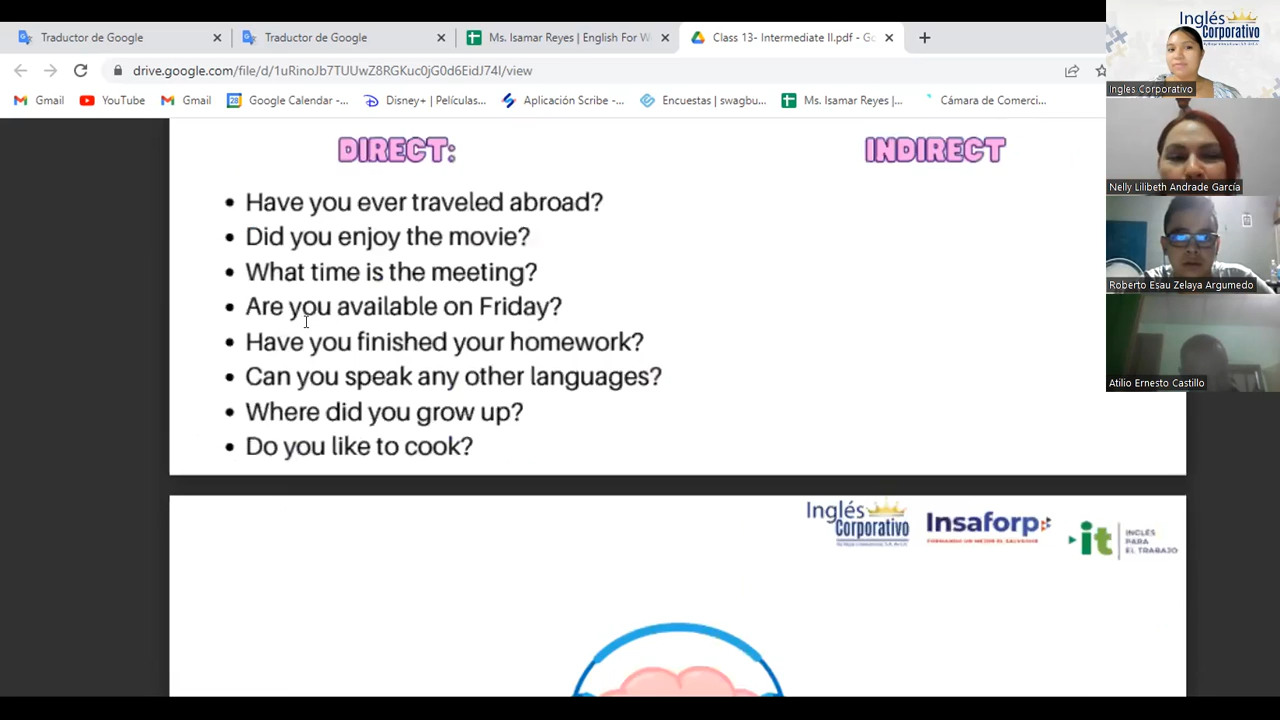 Traductor de Google
Traductor de Google
Ms. Isamar Reyes | English For W
Class 13- Intermediate II.pdf - Go
drive.google.com/file/d/1uRinoJb7TUUwZ8RGKuc0jG0d6EidJ74l/view
Gmail
YouTube
Gmail
Google Calendar -...
Disney+ | Películas...
Aplicación Scribe -...
Encuestas | swagbu...
Ms. Isamar Reyes |...
Cámara de Comerci...
DIRECT:
INDIRECT
• Have you ever traveled abroad?
• Did you enjoy the movie?
• What time is the meeting?
• Are you available on Friday?
• Have you finished your homework?
• Can you speak any other languages?
• Where did you grow up?
• Do you like to cook?
Inglés
Corporativo
Insaforp
it
INGLÉS
PARA
EL TRABAJO
Inglés
Corporativo
Ingles Corporativo
Nelly Lilibeth Andrade García
Roberto Esau Zelaya Argumedo
Atilio Ernesto Castillo